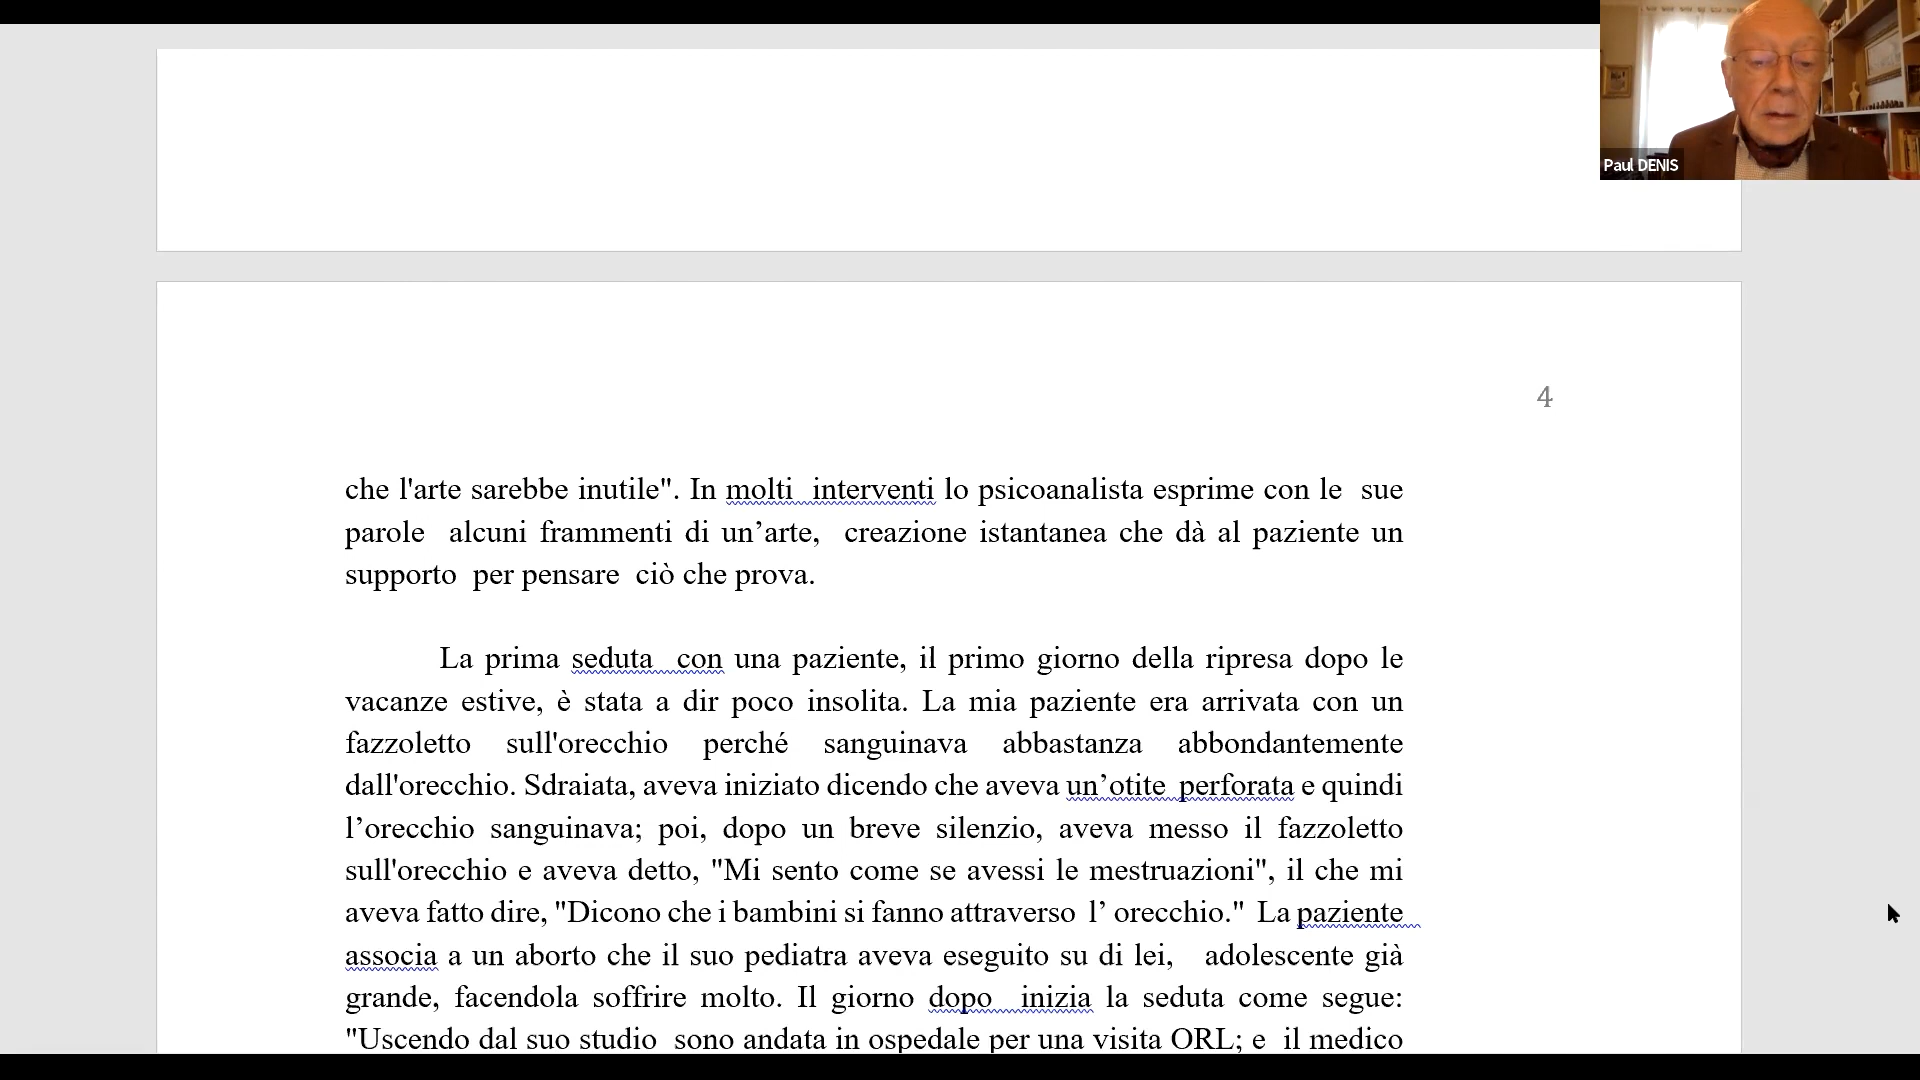 Paul DENIS
4
che l'arte sarebbe inutile". In molti interventi lo psicoanalista esprime con le sue
parole alcuni frammenti di un’arte, creazione istantanea che dà al paziente un
supporto per pensare ciò che prova.
La prima seduta con una paziente, il primo giorno della ripresa dopo le
vacanze estive, è stata a dir poco insolita. La mia paziente era arrivata con un
fazzoletto sull'orecchio perché sanguinava abbastanza abbondantemente
dall'orecchio. Sdraiata, aveva iniziato dicendo che aveva un’otite perforata e quindi
l’orecchio sanguinava; poi, dopo un breve silenzio, aveva messo il fazzoletto
sull'orecchio e aveva detto, "Mi sento come se avessi le mestruazioni", il che mi
aveva fatto dire, "Dicono che i bambini si fanno attraverso l’ orecchio." La paziente
associa a un aborto che il suo pediatra aveva eseguito su di lei, adolescente già
grande, facendola soffrire molto. Il giorno dopo inizia la seduta come segue:
"Uscendo dal suo studio sono andata in ospedale per una visita ORL; e il medico